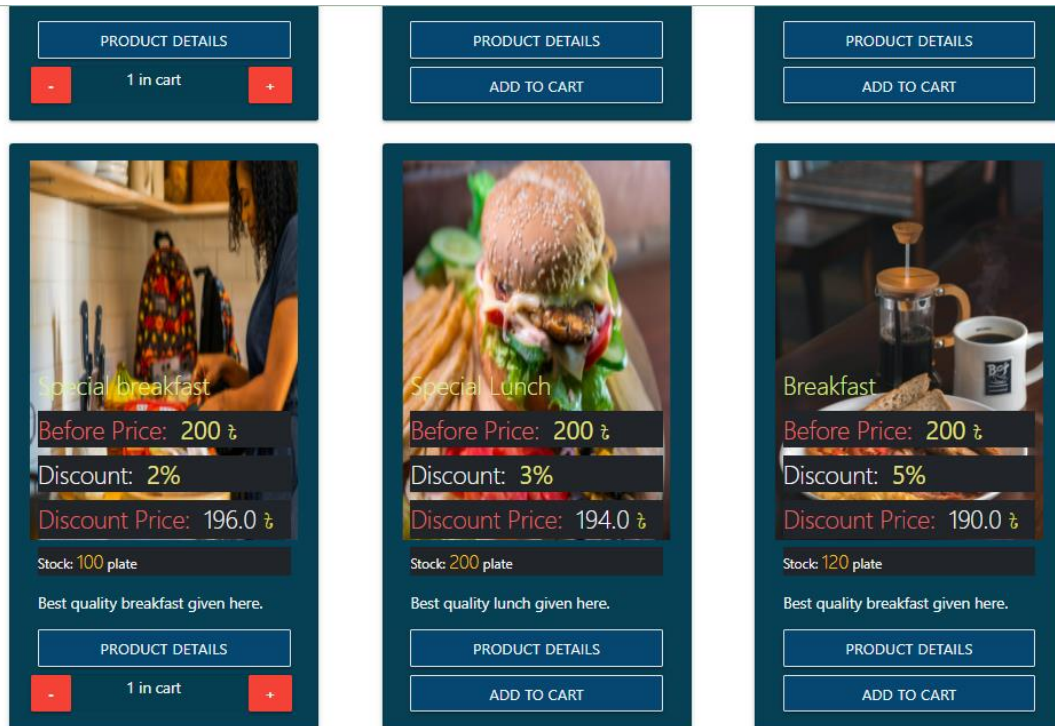 PRODUCT DETAILS
- 1 in cart +
PRODUCT DETAILS
ADD TO CART
PRODUCT DETAILS
ADD TO CART
Special breakfast
Before Price: 200 ৳
Discount: 2%
Discount Price: 196.0 ৳
Stock: 100 plate
Best quality breakfast given here.
PRODUCT DETAILS
- 1 in cart +
Special Lunch
Before Price: 200 ৳
Discount: 3%
Discount Price: 194.0 ৳
Stock: 200 plate
Best quality lunch given here.
PRODUCT DETAILS
ADD TO CART
Breakfast
Before Price: 200 ৳
Discount: 5%
Discount Price: 190.0 ৳
Stock: 120 plate
Best quality breakfast given here.
PRODUCT DETAILS
ADD TO CART